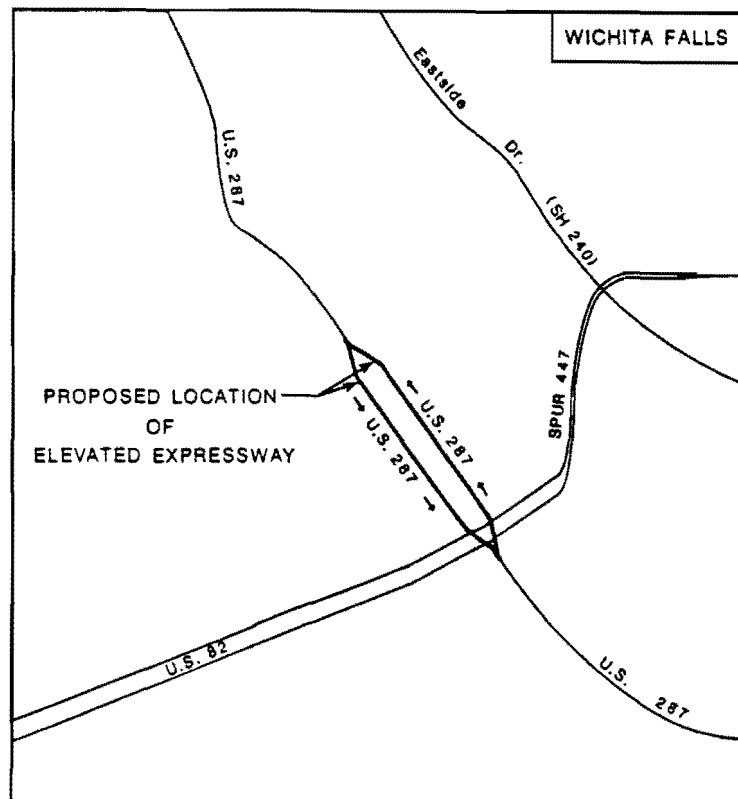 WICHITA FALLS
Eastside Dr. (SH 240)
U.S. 287
SPUR 447
PROPOSED LOCATION
OF
ELEVATED EXPRESSWAY
← U.S. 287 ←
→ U.S. 287 →
U.S. 82
U.S. 287